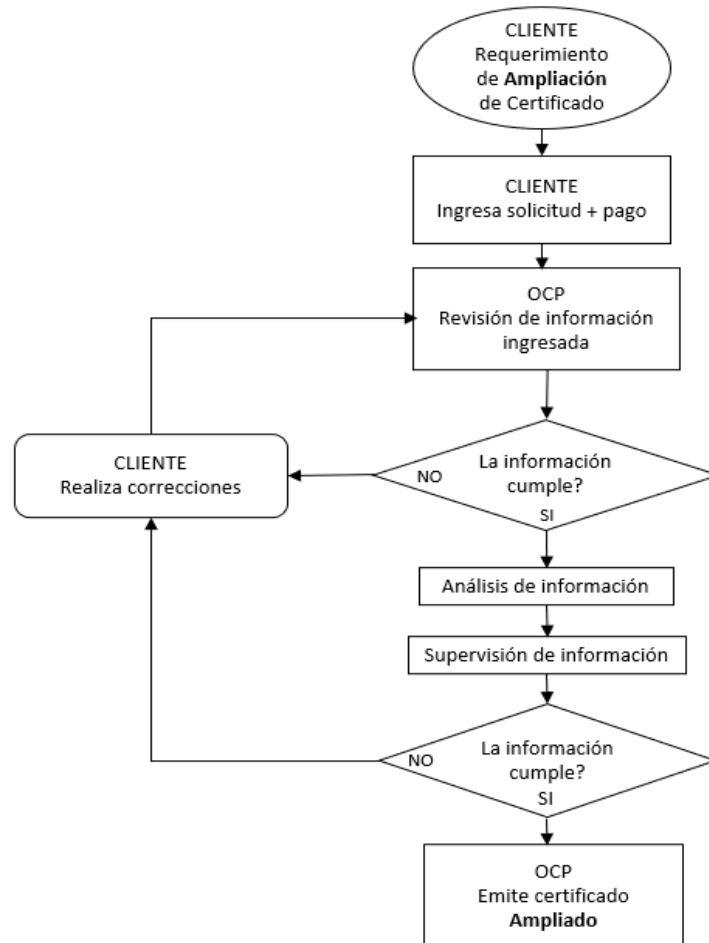 CLIENTE
Requerimiento
de Ampliación
de Certificado
CLIENTE
Ingresa solicitud + pago
OCP
Revisión de información
ingresada
CLIENTE
Realiza correcciones
La información
cumple?
NO
SI
Análisis de información
Supervisión de información
La información
cumple?
NO
SI
OCP
Emite certificado
Ampliado